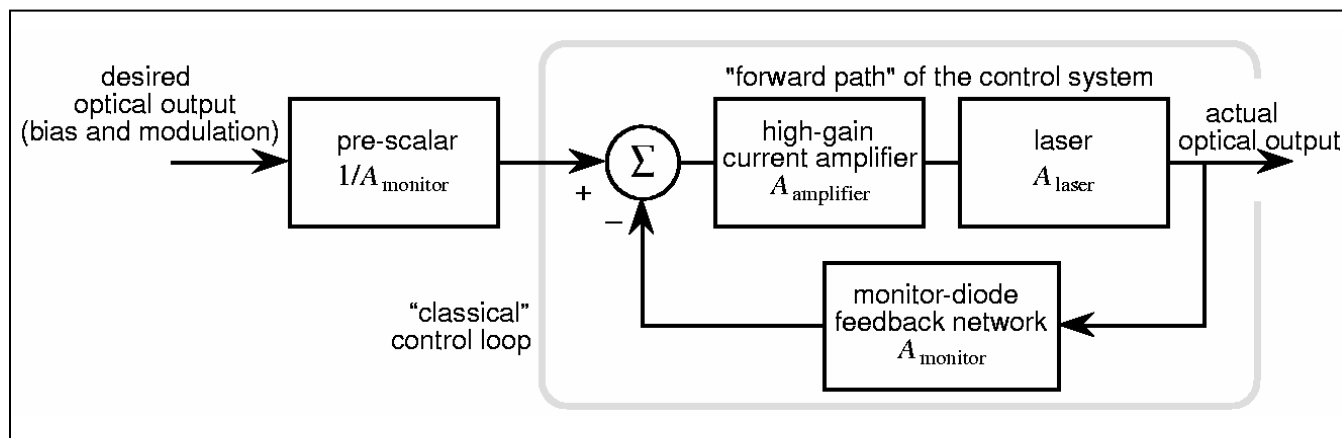 desired
optical output
(bias and modulation)
pre-scalar
1/A monitor
"forward path" of the control system
Σ
+
−
high-gain
current amplifier
A amplifier
laser
A laser
actual
optical output
"classical"
control loop
monitor-diode
feedback network
A monitor